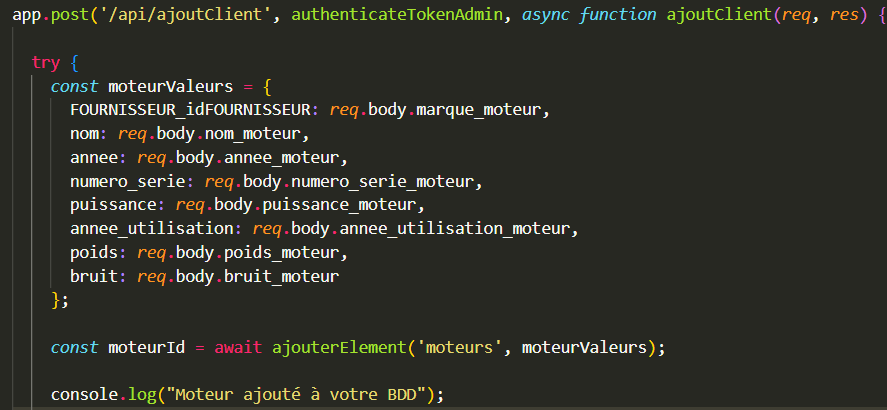 app.post('/api/ajoutClient', authenticateTokenAdmin, async function ajoutClient(req, res) {
try {
const moteurValeurs = {
FOURNISSEUR_idFOURNISSEUR: req.body.marque_moteur,
nom: req.body.nom_moteur,
annee: req.body.annee_moteur,
numero_serie: req.body.numero_serie_moteur,
puissance: req.body.puissance_moteur,
annee_utilisation: req.body.annee_utilisation_moteur,
poids: req.body.poids_moteur,
bruit: req.body.bruit_moteur
};
const moteurId = await ajouterElement('moteurs', moteurValeurs);
console.log("Moteur ajouté à votre BDD");